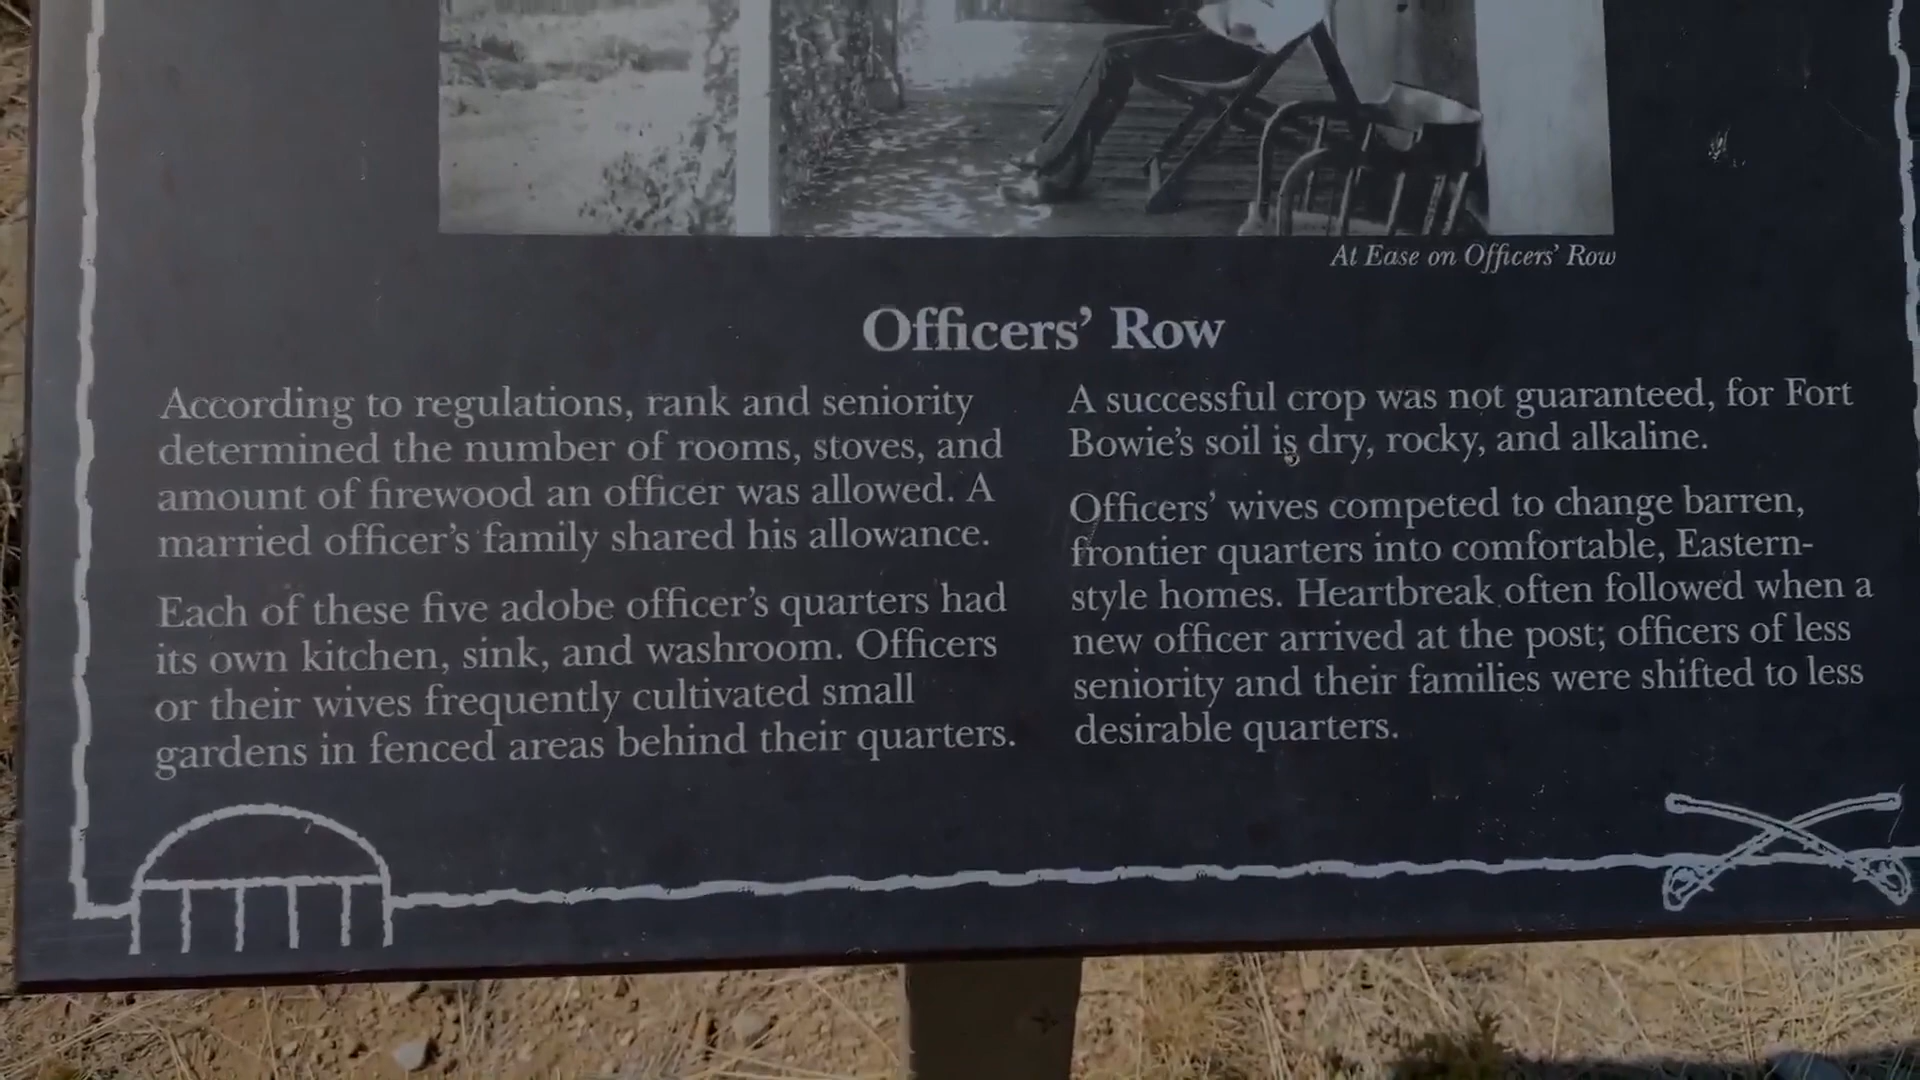 At Ease on Officers' Row
Officers' Row
According to regulations, rank and seniority
determined the number of rooms, stoves, and
amount of firewood an officer was allowed. A
married officer's family shared his allowance.
Each of these five adobe officer's quarters had
its own kitchen, sink, and washroom. Officers
or their wives frequently cultivated small
gardens in fenced areas behind their quarters.
A successful crop was not guaranteed, for Fort
Bowie's soil is dry, rocky, and alkaline.
Officers' wives competed to change barren,
frontier quarters into comfortable, Eastern-
style homes. Heartbreak often followed when a
new officer arrived at the post; officers of less
seniority and their families were shifted to less
desirable quarters.